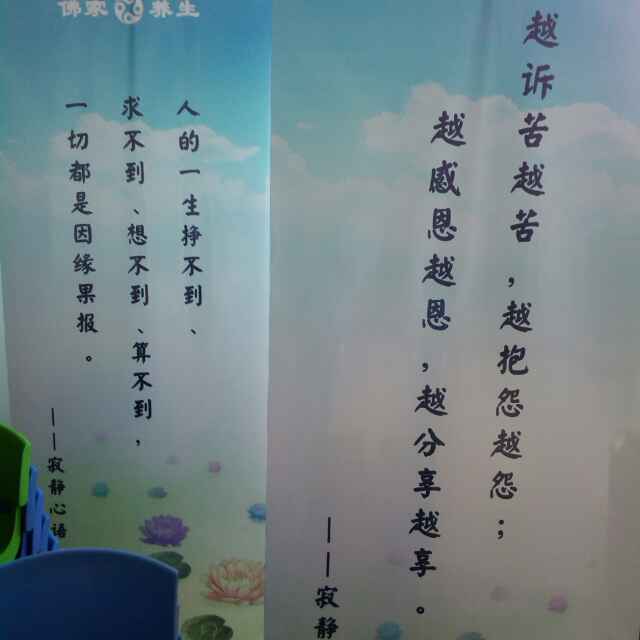 越诉苦越苦，越抱怨越怨；
越感恩越恩，越分享越享。
——寂静
佛家养生
人的一生挣不到、
求不到、想不到、算不到，
一切都是因缘果报。
——寂静心语